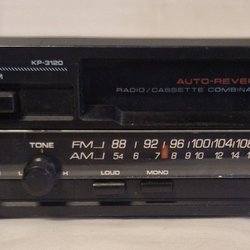 KP-3120
AUTO-REVE
RADIO/CASSETTE COMBINA
TONE
FM 88 92 96 100 104 108
AM 54 6 7 8 9 10 12 14
L H
LOUD MONO